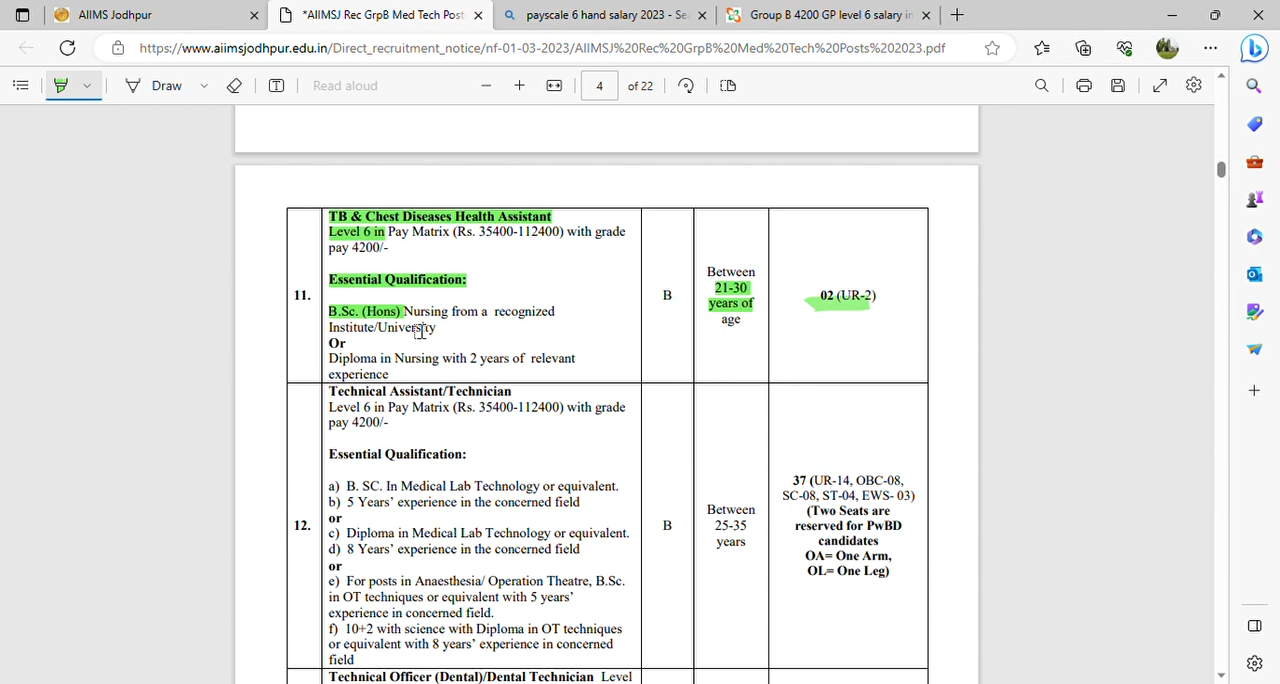 AIIMS Jodhpur
*AIIMSJ Rec GrpB Med Tech Post
payscale 6 hand salary 2023 - Se
Group B 4200 GP level 6 salary in
https://www.aiimsjodhpur.edu.in/Direct_recruitment_notice/nf-01-03-2023/AIIMSJ%20Rec%20GrpB%20Med%20Tech%20Posts%202023.pdf
Draw
Read aloud
4
of 22
11.
TB & Chest Diseases Health Assistant
Level 6 in Pay Matrix (Rs. 35400-112400) with grade
pay 4200/-
Essential Qualification:
B.Sc. (Hons) Nursing from a recognized
Institute/University
Or
Diploma in Nursing with 2 years of relevant
experience
B
Between
21-30
years of
age
02 (UR-2)
12.
Technical Assistant/Technician
Level 6 in Pay Matrix (Rs. 35400-112400) with grade
pay 4200/-
Essential Qualification:
a) B. SC. In Medical Lab Technology or equivalent.
b) 5 Years' experience in the concerned field
or
c) Diploma in Medical Lab Technology or equivalent.
d) 8 Years' experience in the concerned field
or
e) For posts in Anaesthesia/ Operation Theatre, B.Sc.
in OT techniques or equivalent with 5 years'
experience in concerned field.
f) 10+2 with science with Diploma in OT techniques
or equivalent with 8 years' experience in concerned
field
B
Between
25-35
years
37 (UR-14, OBC-08,
SC-08, ST-04, EWS- 03)
(Two Seats are
reserved for PwBD
candidates
OA= One Arm,
OL= One Leg)
Technical Officer (Dental)/Dental Technician Level